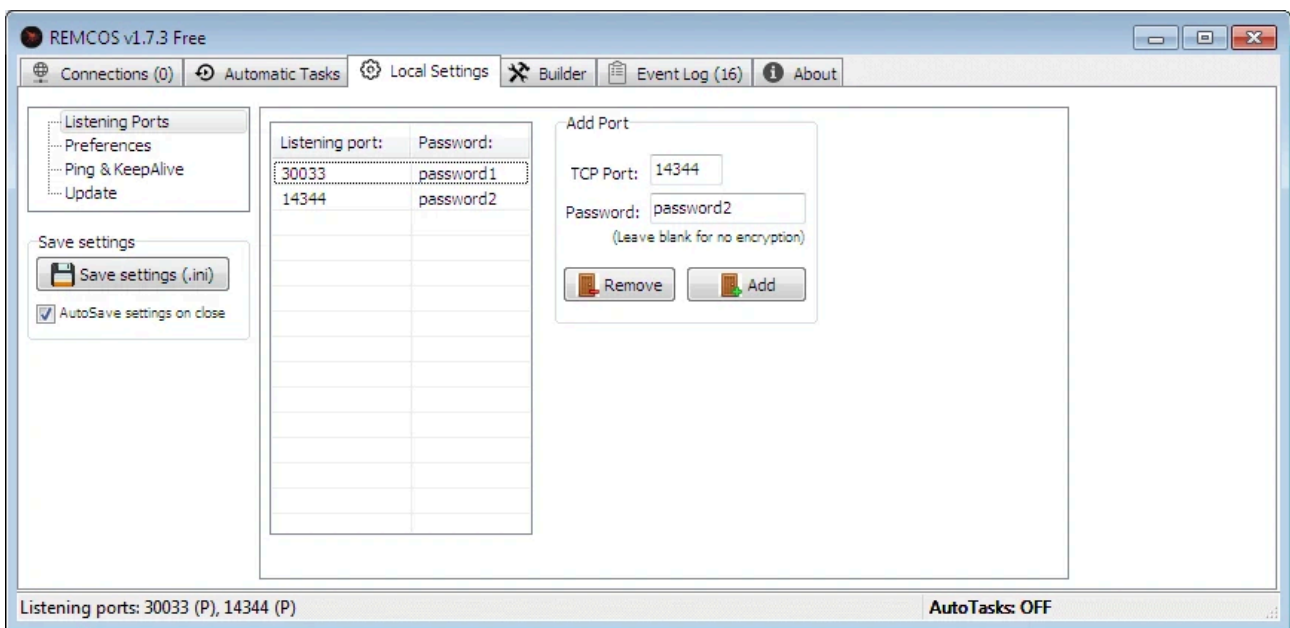 REMCOS v1.7.3 Free
Connections (0) Automatic Tasks Local Settings Builder Event Log (16) About
Listening Ports
Preferences
Ping & KeepAlive
Update
Save settings
Save settings (.ini)
AutoSave settings on close
Listening port: Password:
30033 password1
14344 password2
Add Port
TCP Port: 14344
Password: password2
(Leave blank for no encryption)
Remove Add
Listening ports: 30033 (P), 14344 (P) AutoTasks: OFF